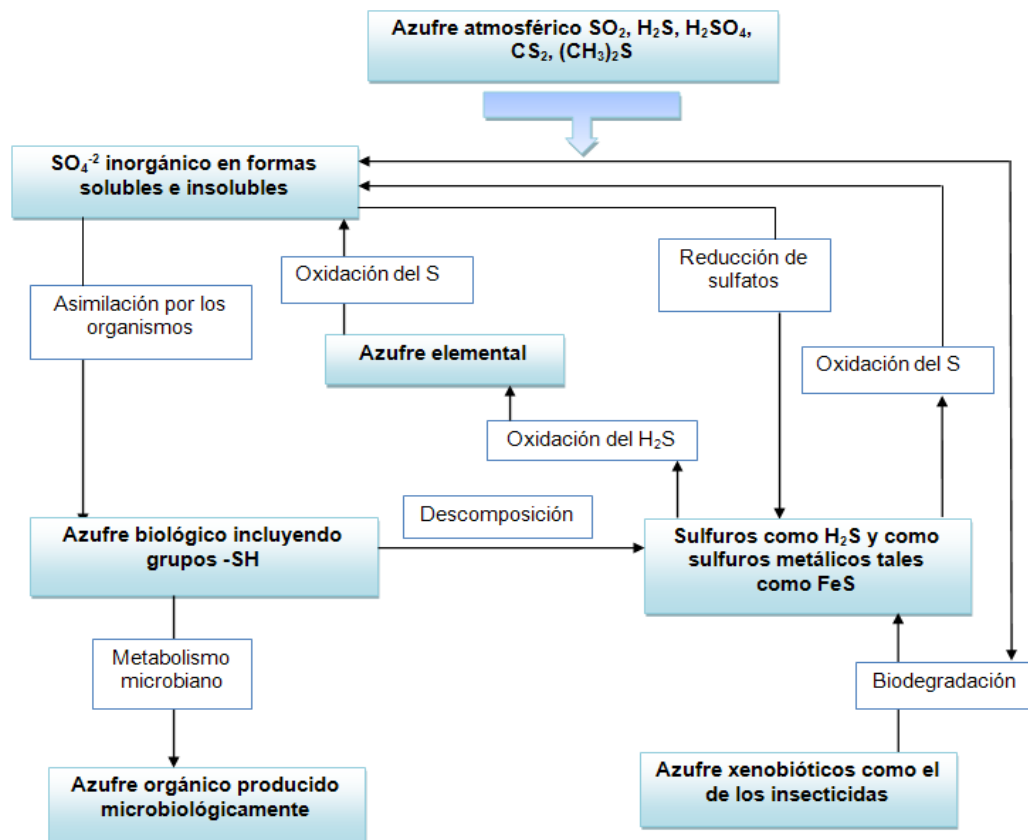 Azufre atmosférico SO₂, H₂S, H₂SO₄,
CS₂, (CH₃)₂S
SO₄⁻² inorgánico en formas
solubles e insolubles
Oxidación del S
Reducción de
sulfatos
Asimilación por los
organismos
Azufre elemental
Oxidación del S
Oxidación del H₂S
Descomposición
Azufre biológico incluyendo
grupos -SH
Sulfuros como H₂S y como
sulfuros metálicos tales
como FeS
Metabolismo
microbiano
Biodegradación
Azufre orgánico producido
microbiológicamente
Azufre xenobióticos como el
de los insecticidas